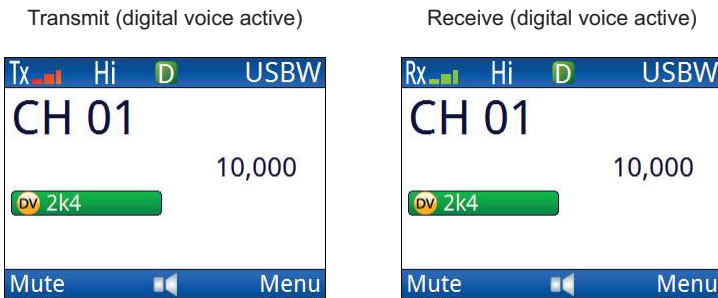 Transmit (digital voice active)
Tx Hi D USBW
CH 01
10,000
DV 2k4
Mute Menu
Receive (digital voice active)
Rx Hi D USBW
CH 01
10,000
DV 2k4
Mute Menu